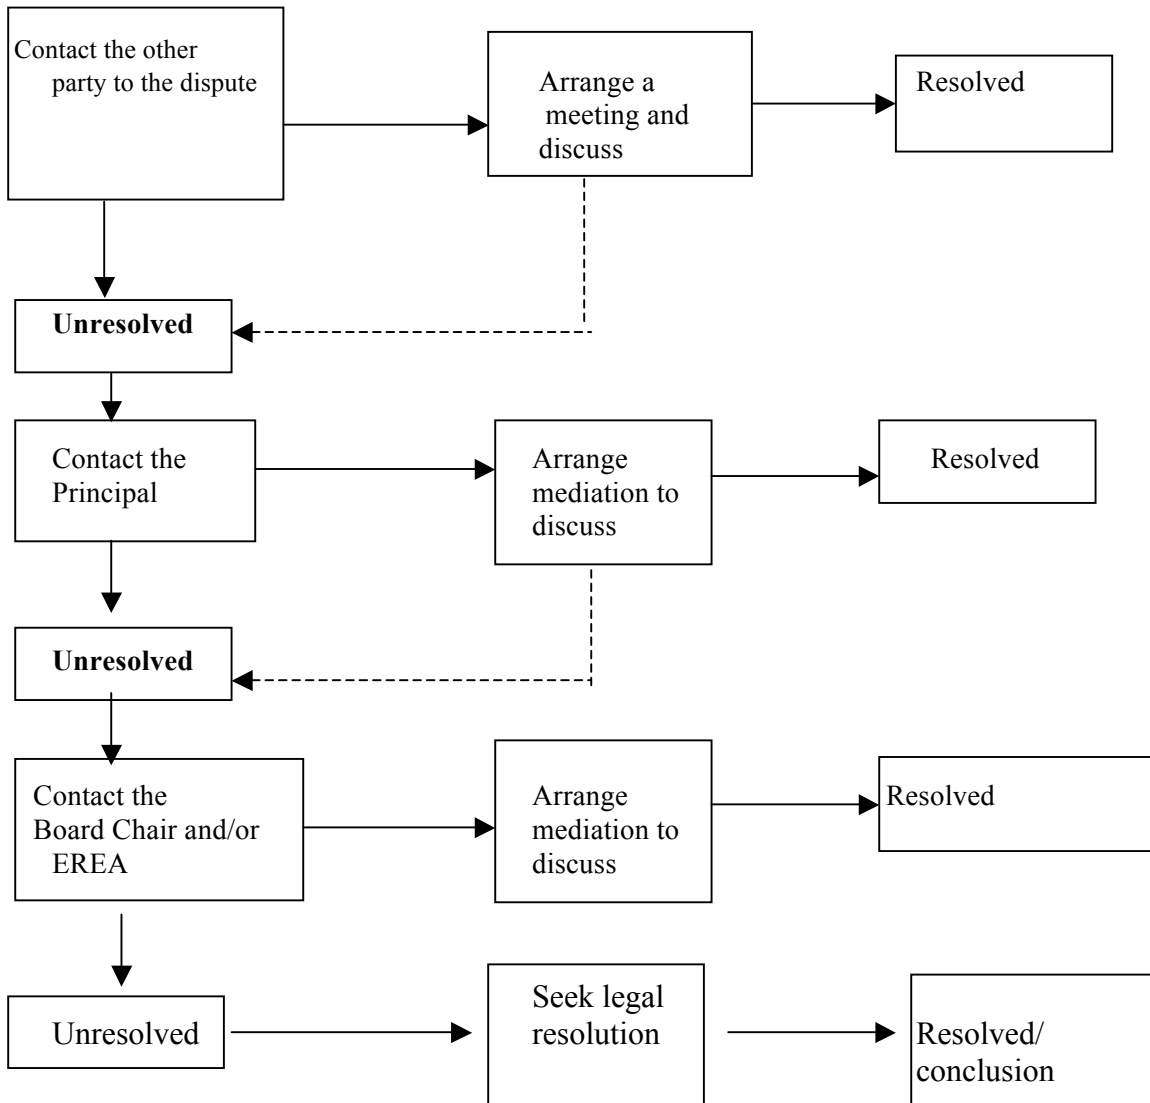 Contact the other
party to the dispute
Arrange a
meeting and
discuss
Resolved
Unresolved
Contact the
Principal
Arrange
mediation to
discuss
Resolved
Unresolved
Contact the
Board Chair and/or
EREA
Arrange
mediation to
discuss
Resolved
Unresolved
Seek legal
resolution
Resolved/
conclusion